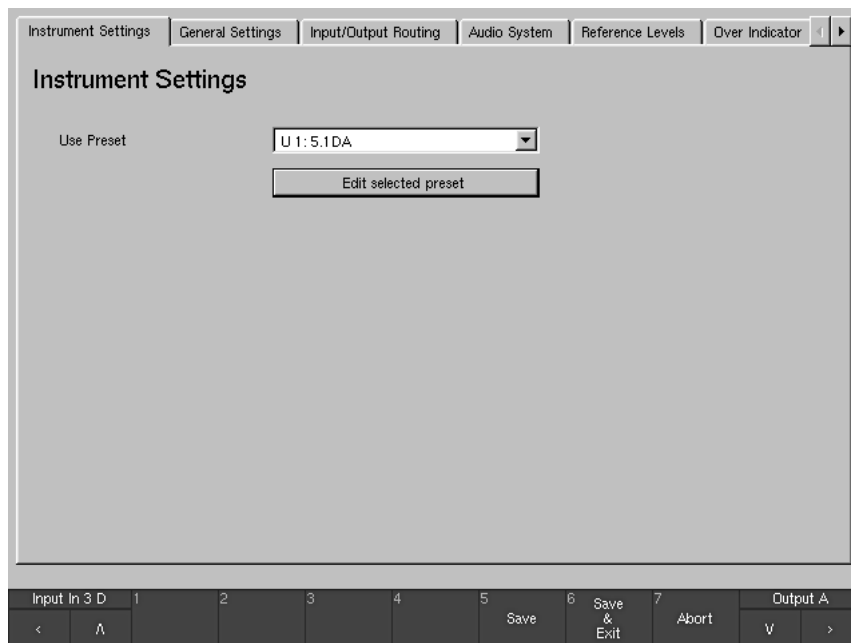 Instrument Settings General Settings Input/Output Routing Audio System Reference Levels Over Indicator
Instrument Settings
Use Preset U 1: 5.1DA
Edit selected preset
Input In 3 D 1 2 3 4 5 Save 6 Save & Exit 7 Abort Output A
< Λ V >